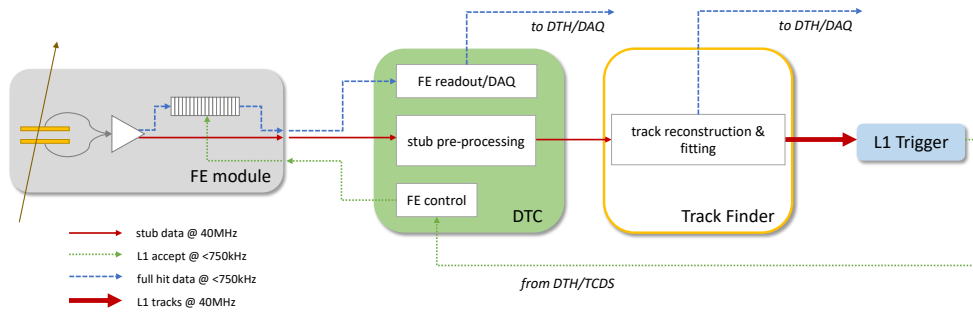 to DTH/DAQ
to DTH/DAQ
FE readout/DAQ
stub pre-processing
track reconstruction &
fitting
L1 Trigger
FE module
FE control
DTC
Track Finder
stub data @ 40MHz
L1 accept @ <750kHz
full hit data @ <750kHz
L1 tracks @ 40MHz
from DTH/TCDS